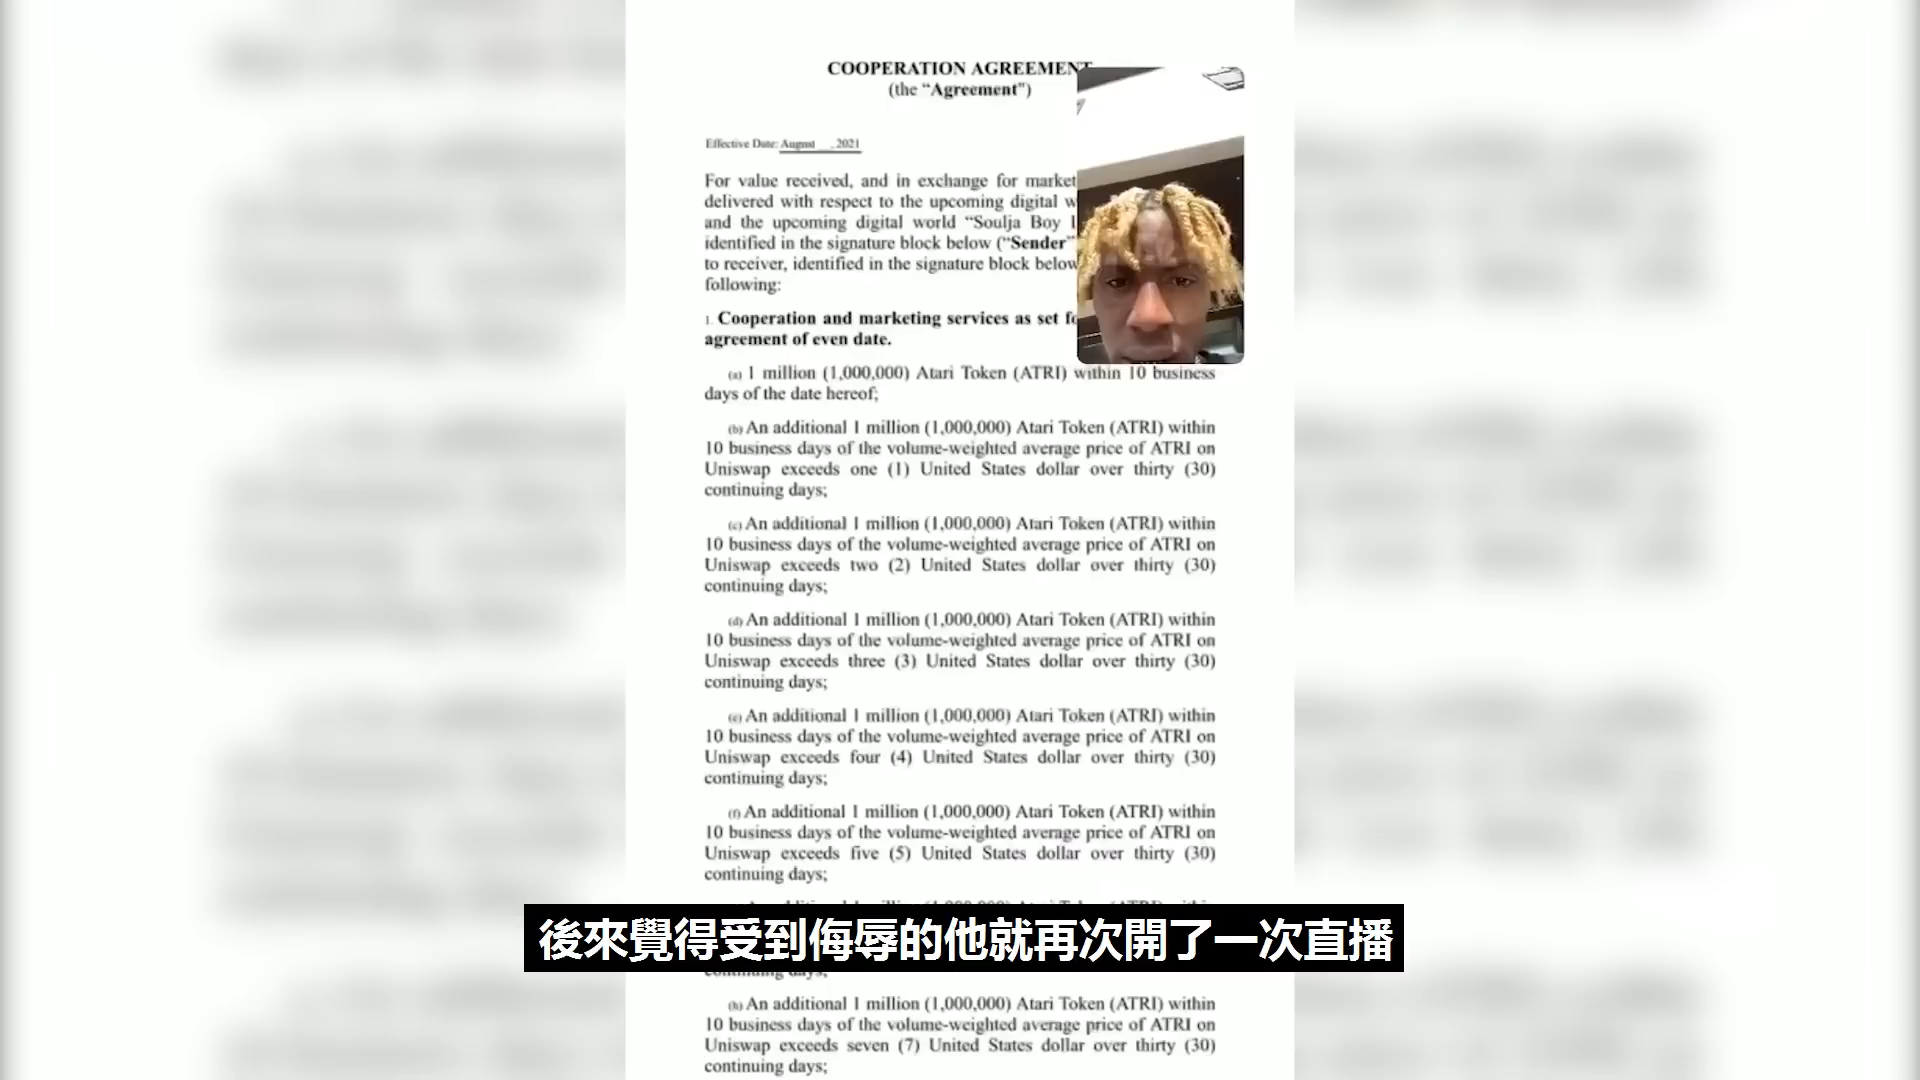 COOPERATION AGREEMENT
(the “Agreement”)
Effective Date: August __, 2021
For value received, and in exchange for market
delivered with respect to the upcoming digital w
and the upcoming digital world “Soulja Boy
identified in the signature block below (“Sender”
to receiver, identified in the signature block below
following:
1. Cooperation and marketing services as set fo
agreement of even date.
(a) 1 million (1,000,000) Atari Token (ATRI) within 10 business
days of the date hereof;
(b) An additional 1 million (1,000,000) Atari Token (ATRI) within
10 business days of the volume-weighted average price of ATRI on
Uniswap exceeds one (1) United States dollar over thirty (30)
continuing days;
(c) An additional 1 million (1,000,000) Atari Token (ATRI) within
10 business days of the volume-weighted average price of ATRI on
Uniswap exceeds two (2) United States dollar over thirty (30)
continuing days;
(d) An additional 1 million (1,000,000) Atari Token (ATRI) within
10 business days of the volume-weighted average price of ATRI on
Uniswap exceeds three (3) United States dollar over thirty (30)
continuing days;
(e) An additional 1 million (1,000,000) Atari Token (ATRI) within
10 business days of the volume-weighted average price of ATRI on
Uniswap exceeds four (4) United States dollar over thirty (30)
continuing days;
(f) An additional 1 million (1,000,000) Atari Token (ATRI) within
10 business days of the volume-weighted average price of ATRI on
Uniswap exceeds five (5) United States dollar over thirty (30)
continuing days;
後來覺得受到侮辱的他就再次開了一次直播
continuing days;
(h) An additional 1 million (1,000,000) Atari Token (ATRI) within
10 business days of the volume-weighted average price of ATRI on
Uniswap exceeds seven (7) United States dollar over thirty (30)
continuing days;